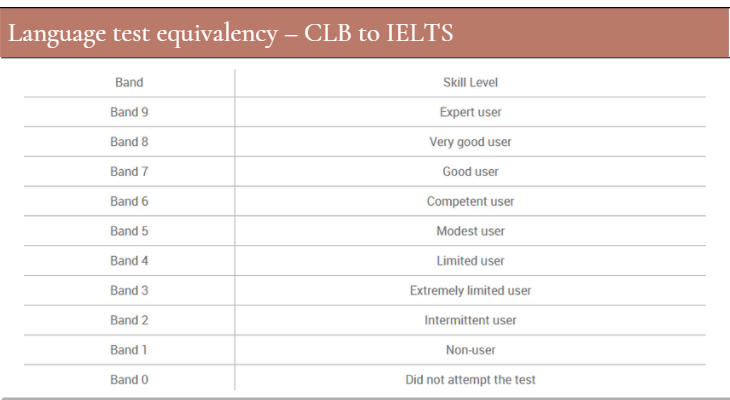 Language test equivalency – CLB to IELTS
Band Skill Level
Band 9 Expert user
Band 8 Very good user
Band 7 Good user
Band 6 Competent user
Band 5 Modest user
Band 4 Limited user
Band 3 Extremely limited user
Band 2 Intermittent user
Band 1 Non-user
Band 0 Did not attempt the test